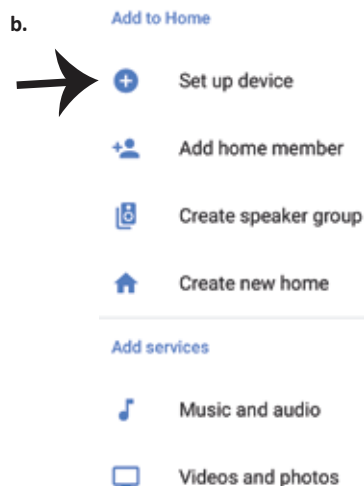 b.
Add to Home
Set up device
Add home member
Create speaker group
Create new home
Add services
Music and audio
Videos and photos